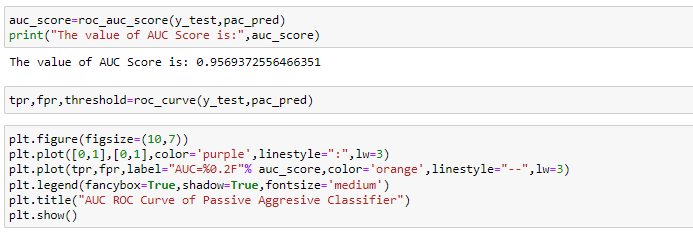 auc_score=roc_auc_score(y_test,pac_pred)
print("The value of AUC Score is:",auc_score)
The value of AUC Score is: 0.9569372556466351
tpr,fpr,threshold=roc_curve(y_test,pac_pred)
plt.figure(figsize=(10,7))
plt.plot([0,1],[0,1],color='purple',linestyle=":",lw=3)
plt.plot(tpr,fpr,label="AUC=%0.2F"% auc_score,color='orange',linestyle="--",lw=3)
plt.legend(fancybox=True,shadow=True,fontsize='medium')
plt.title("AUC ROC Curve of Passive Aggresive Classifier")
plt.show()